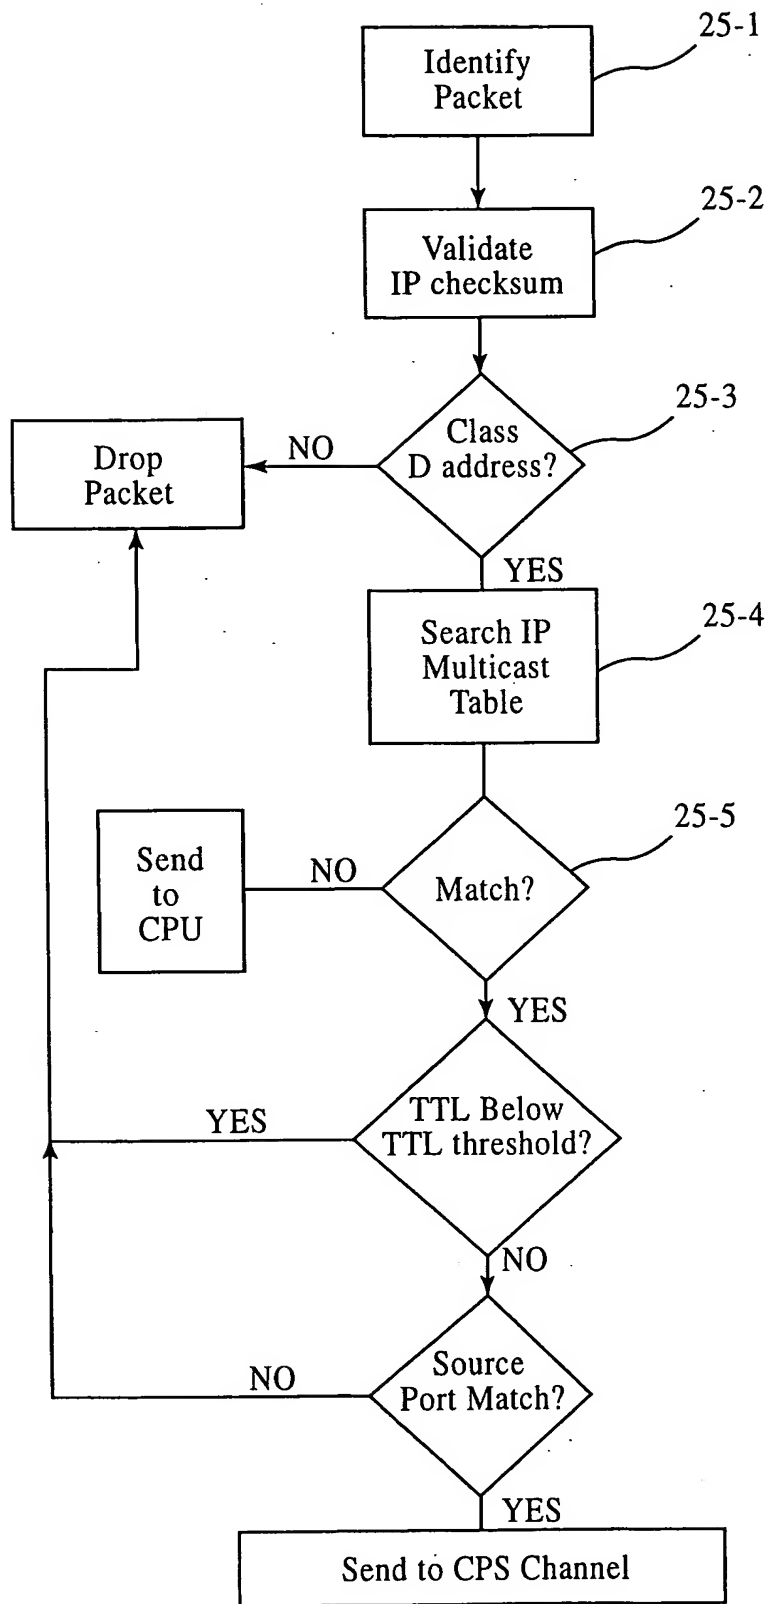 25-1
Identify
Packet
25-2
Validate
IP checksum
25-3
Class
D address?
NO
Drop
Packet
YES
25-4
Search IP
Multicast
Table
25-5
Match?
NO
Send
to
CPU
YES
TTL Below
TTL threshold?
YES
NO
Source
Port Match?
NO
YES
Send to CPS Channel